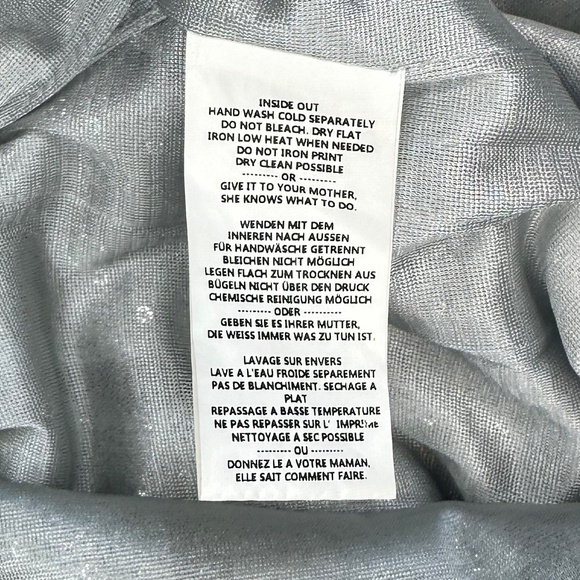 INSIDE OUT
HAND WASH COLD SEPARATELY
DO NOT BLEACH. DRY FLAT
IRON LOW HEAT WHEN NEEDED
DO NOT IRON PRINT
DRY CLEAN POSSIBLE
--------- OR ---------
GIVE IT TO YOUR MOTHER,
SHE KNOWS WHAT TO DO.
WENDEN MIT DEM
INNEREN NACH AUSSEN
FÜR HANDWÄSCHE GETRENNT
BLEICHEN NICHT MÖGLICH
LEGEN FLACH ZUM TROCKNEN AUS
BÜGELN NICHT ÜBER DEN DRUCK
CHEMISCHE REINIGUNG MÖGLICH
--------- ODER ---------
GEBEN SIE ES IHRER MUTTER,
DIE WEISS IMMER WAS ZU TUN IST.
LAVAGE SUR ENVERS
LAVE A L'EAU FROIDE SEPAREMENT
PAS DE BLANCHIMENT. SECHAGE A
PLAT
REPASSAGE A BASSE TEMPERATURE
NE PAS REPASSER SUR L' IMPRIME
NETTOYAGE A SEC POSSIBLE
--------- OU ---------
DONNEZ LE A VOTRE MAMAN,
ELLE SAIT COMMENT FAIRE.